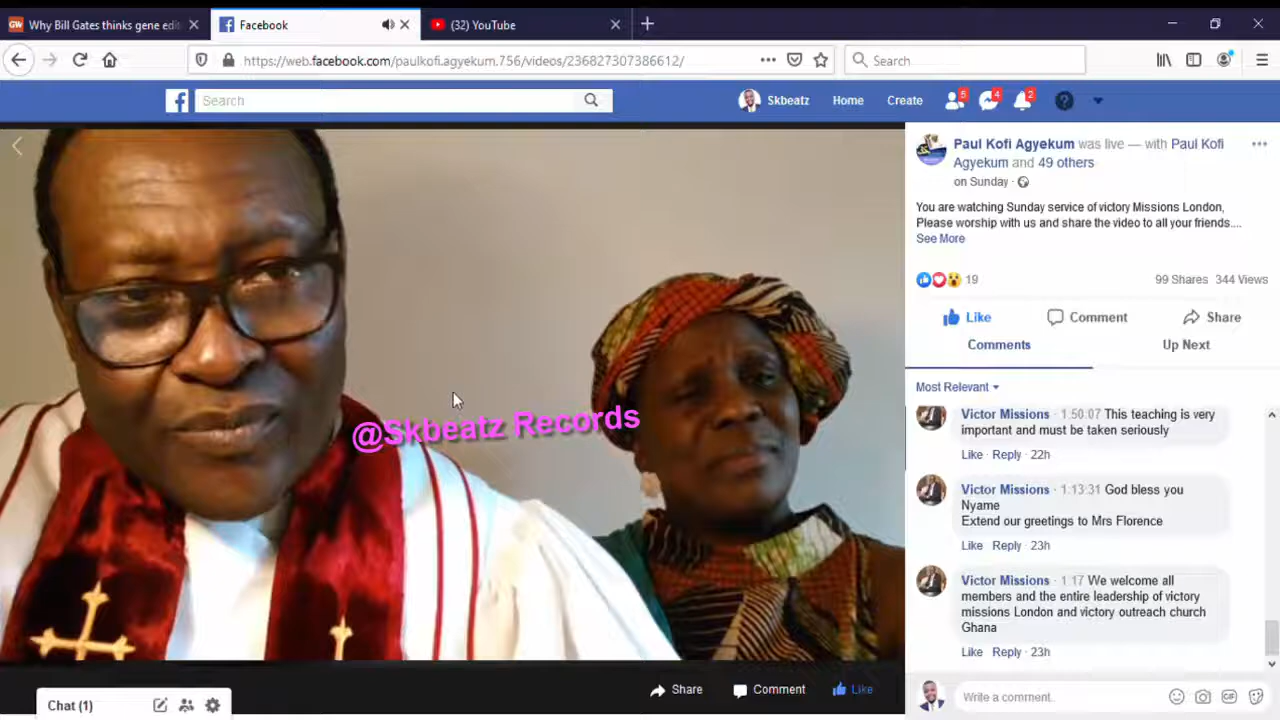 GW Why Bill Gates thinks gene edi
Facebook
(32) YouTube
https://web.facebook.com/paulkofi.agyekum.756/videos/236827307386612/
Search
Search
Skbeatz
Home
Create
5
4
2
Paul Kofi Agyekum was live — with Paul Kofi
Agyekum and 49 others
on Sunday ·
You are watching Sunday service of victory Missions London,
Please worship with us and share the video to all your friends....
See More
19
99 Shares 344 Views
Like
Comment
Share
Comments
Up Next
Most Relevant
Victor Missions · 1:50:07 This teaching is very
important and must be taken seriously
Like Reply · 22h
Victor Missions · 1:13:31 God bless you
Nyame
Extend our greetings to Mrs Florence
Like Reply · 23h
Victor Missions · 1:17 We welcome all
members and the entire leadership of victory
missions London and victory outreach church
Ghana
Like Reply · 23h
@Skbeatz Records
Share
Comment
Like
Chat (1)
Write a comment...
GIF